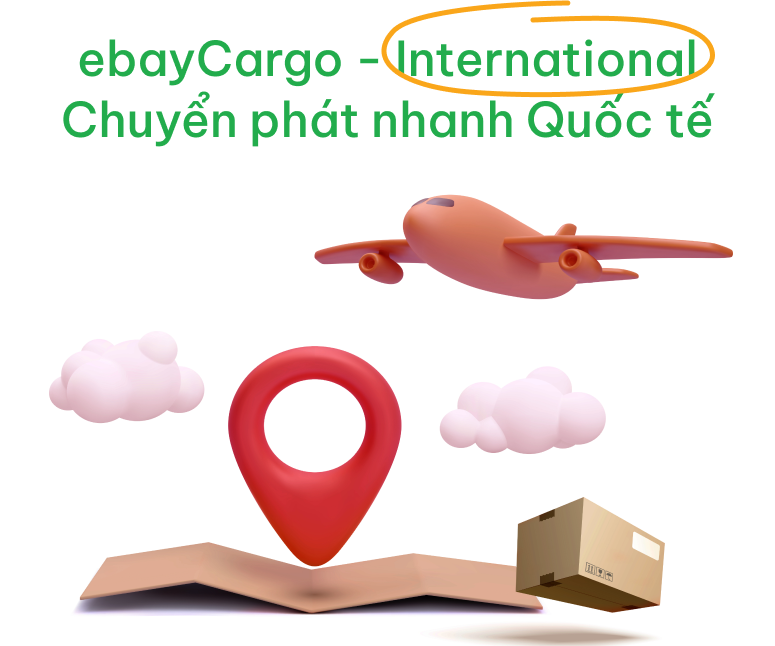 ebayCargo - International
Chuyển phát nhanh Quốc tế